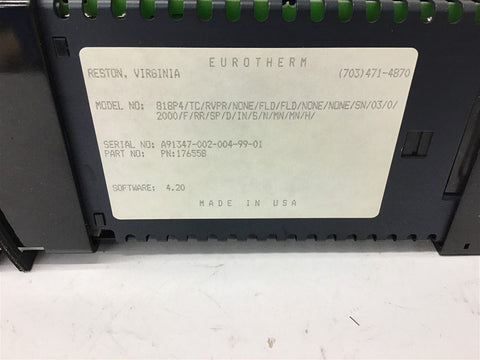 EUROTHERM
RESTON, VIRGINIA (703)471-4870
MODEL NO: 818P4/TC/RVPR/NONE/FLD/FLD/NONE/NONE/SN/03/0/
2000/F/RR/SP/D/IN/S/N/MN/MN/H/
SERIAL NO: A91347-002-004-99-01
PART NO: PN:17655B
SOFTWARE: 4.20
MADE IN USA